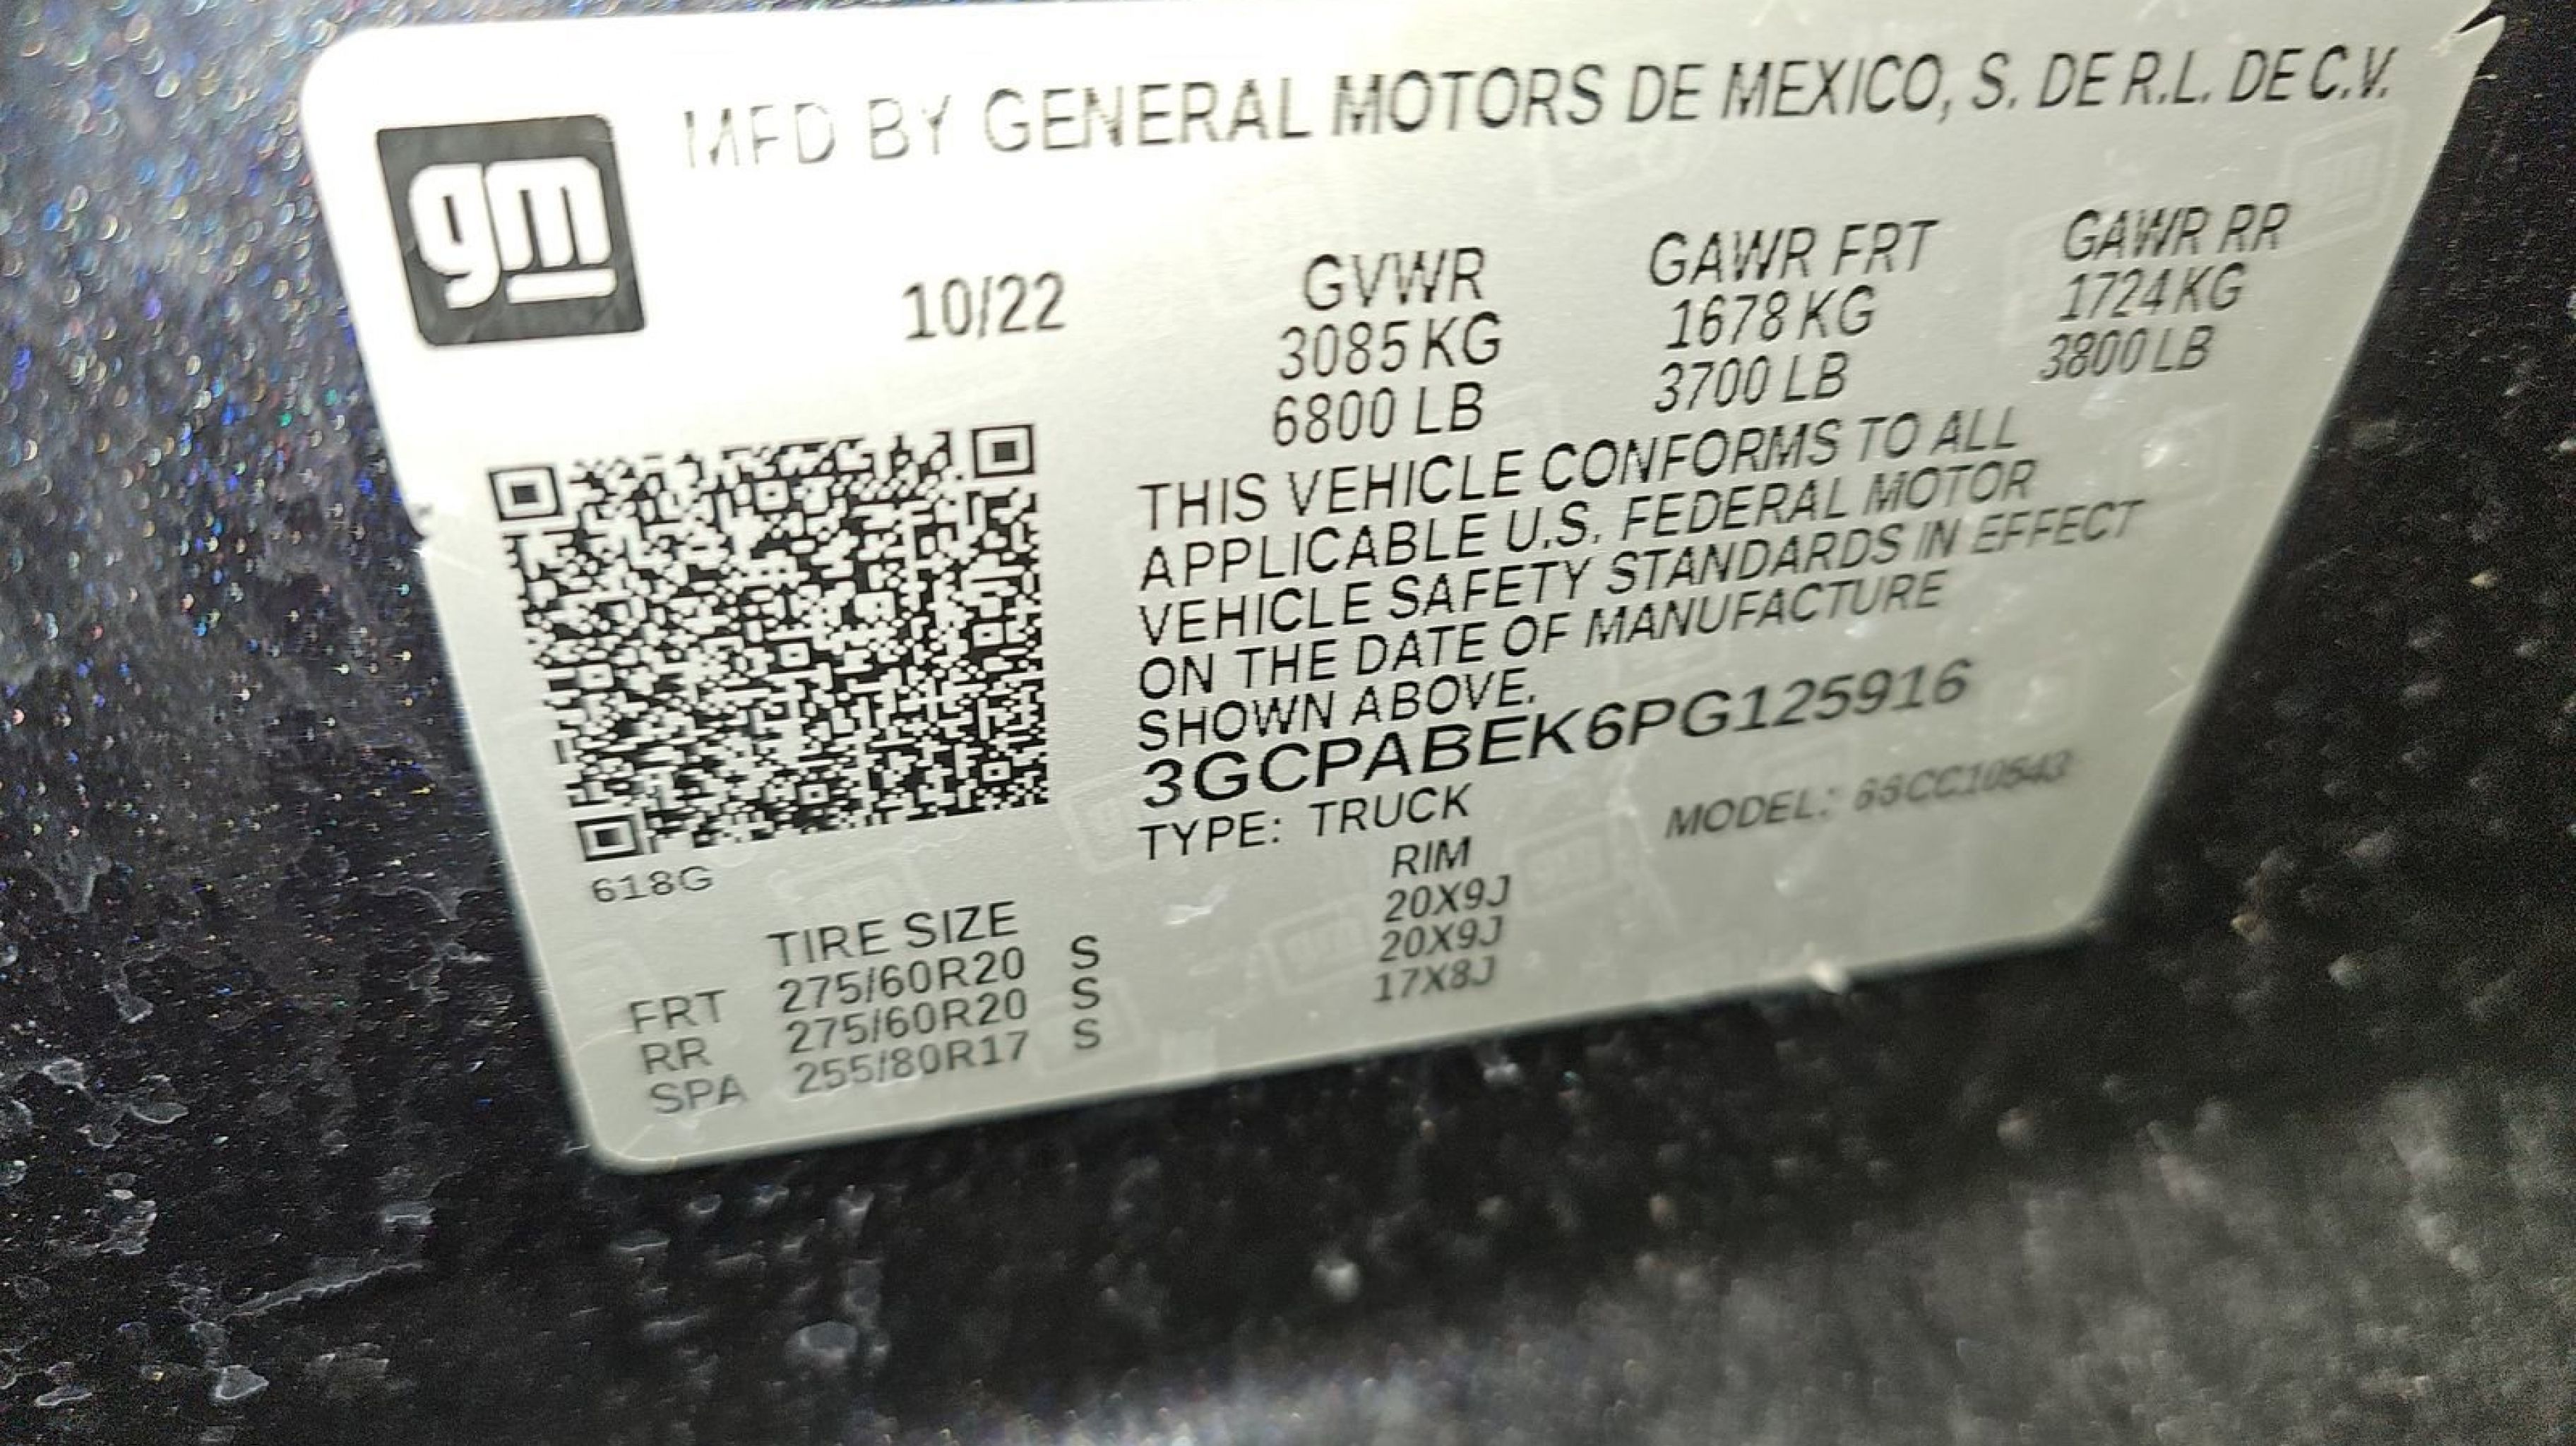 gm
MFD BY GENERAL MOTORS DE MEXICO, S. DE R.L. DE C.V.
10/22
GVWR GAWR FRT GAWR RR
3085 KG 1678 KG 1724 KG
6800 LB 3700 LB 3800 LB
THIS VEHICLE CONFORMS TO ALL
APPLICABLE U.S. FEDERAL MOTOR
VEHICLE SAFETY STANDARDS IN EFFECT
ON THE DATE OF MANUFACTURE
SHOWN ABOVE.
3GCPABEK6PG125916
TYPE: TRUCK MODEL:
618G
TIRE SIZE RIM
FRT 275/60R20 S 20X9J
RR 275/60R20 S 20X9J
SPA 255/80R17 S 17X8J